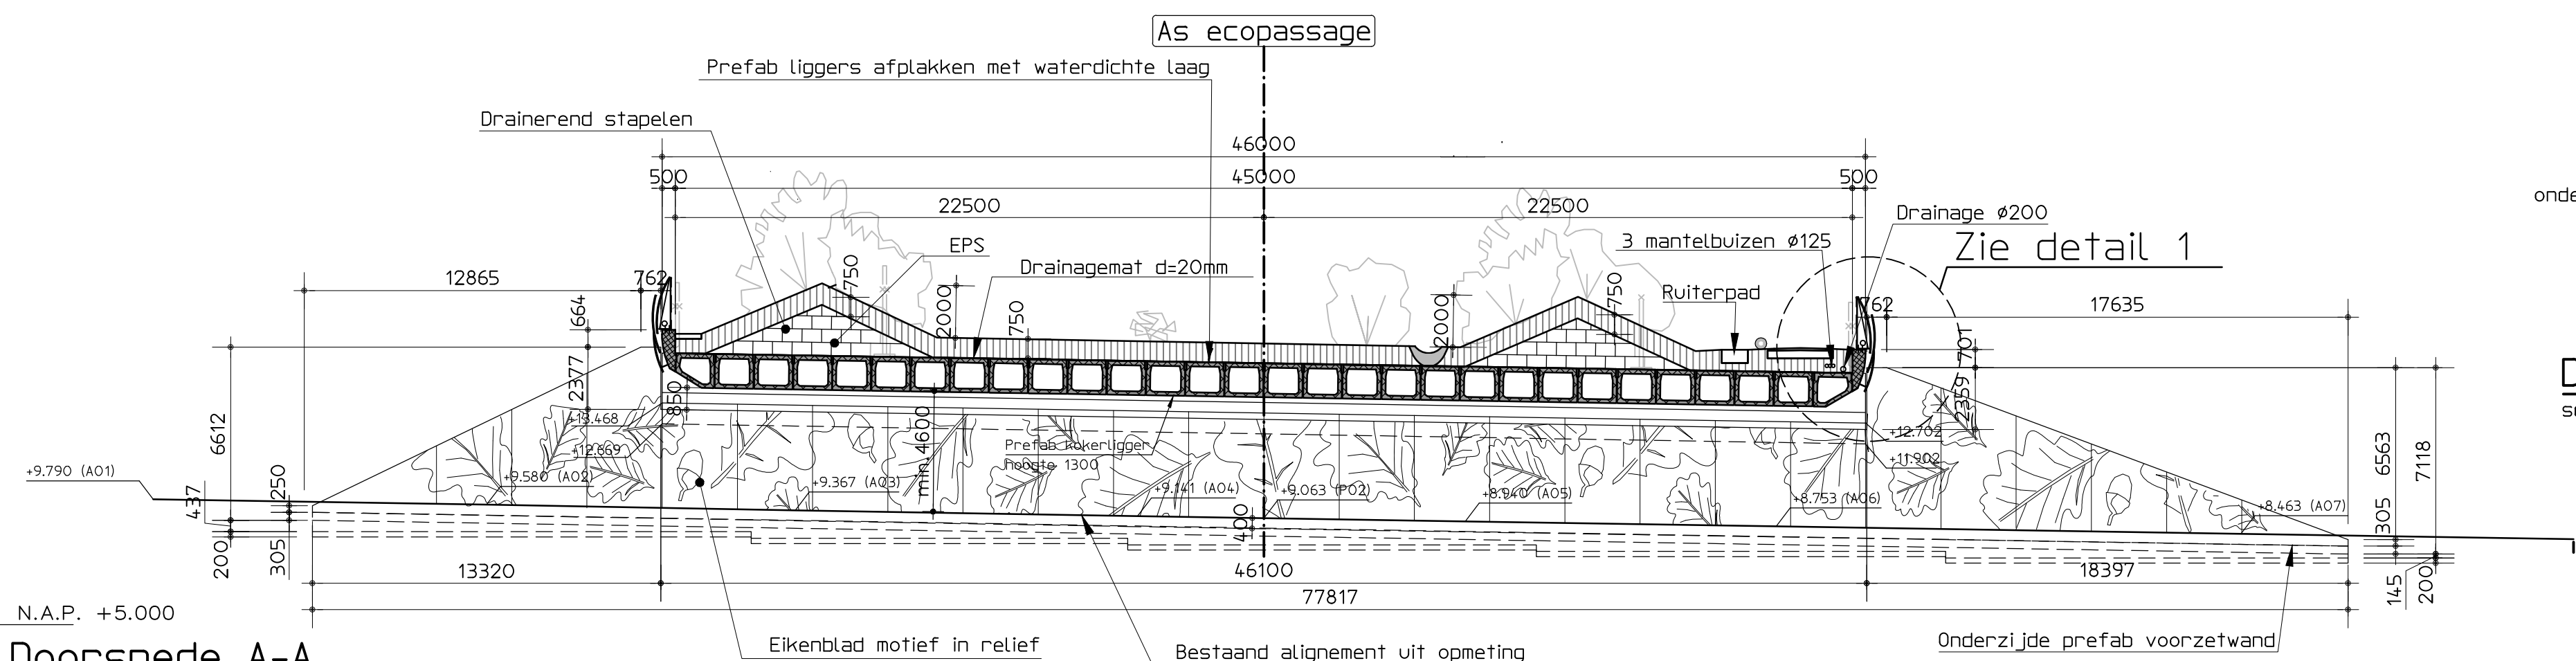 As ecopassage
Prefab liggers afplakken met waterdichte laag
Drainerend stapelen
46000
500
45000
500
22500
22500
onde
Drainage ø200
EPS
3 mantelbuizen ø125
Zie detail 1
Drainagemat d=20mm
750
12865
762
2000
750
2000
750
Ruiterpad
762
17635
664
701
2377
850
2359
D
6612
+13.468
+12.669
min.4600
Prefab kokerligger
hoogte 1300
+12.702
+11.902
6563
7118
+9.790 (A01)
+9.580 (A02)
+9.367 (A03)
+9.141 (A04)
+9.063 (P02)
+8.940 (A05)
+8.753 (A06)
+8.463 (A07)
437
250
400
305
200
305
13320
46100
18397
145
200
77817
N.A.P. +5.000
Doorsnede A-A
Eikenblad motief in relief
Bestaand alignement uit opmeting
Onderzijde prefab voorzetwand